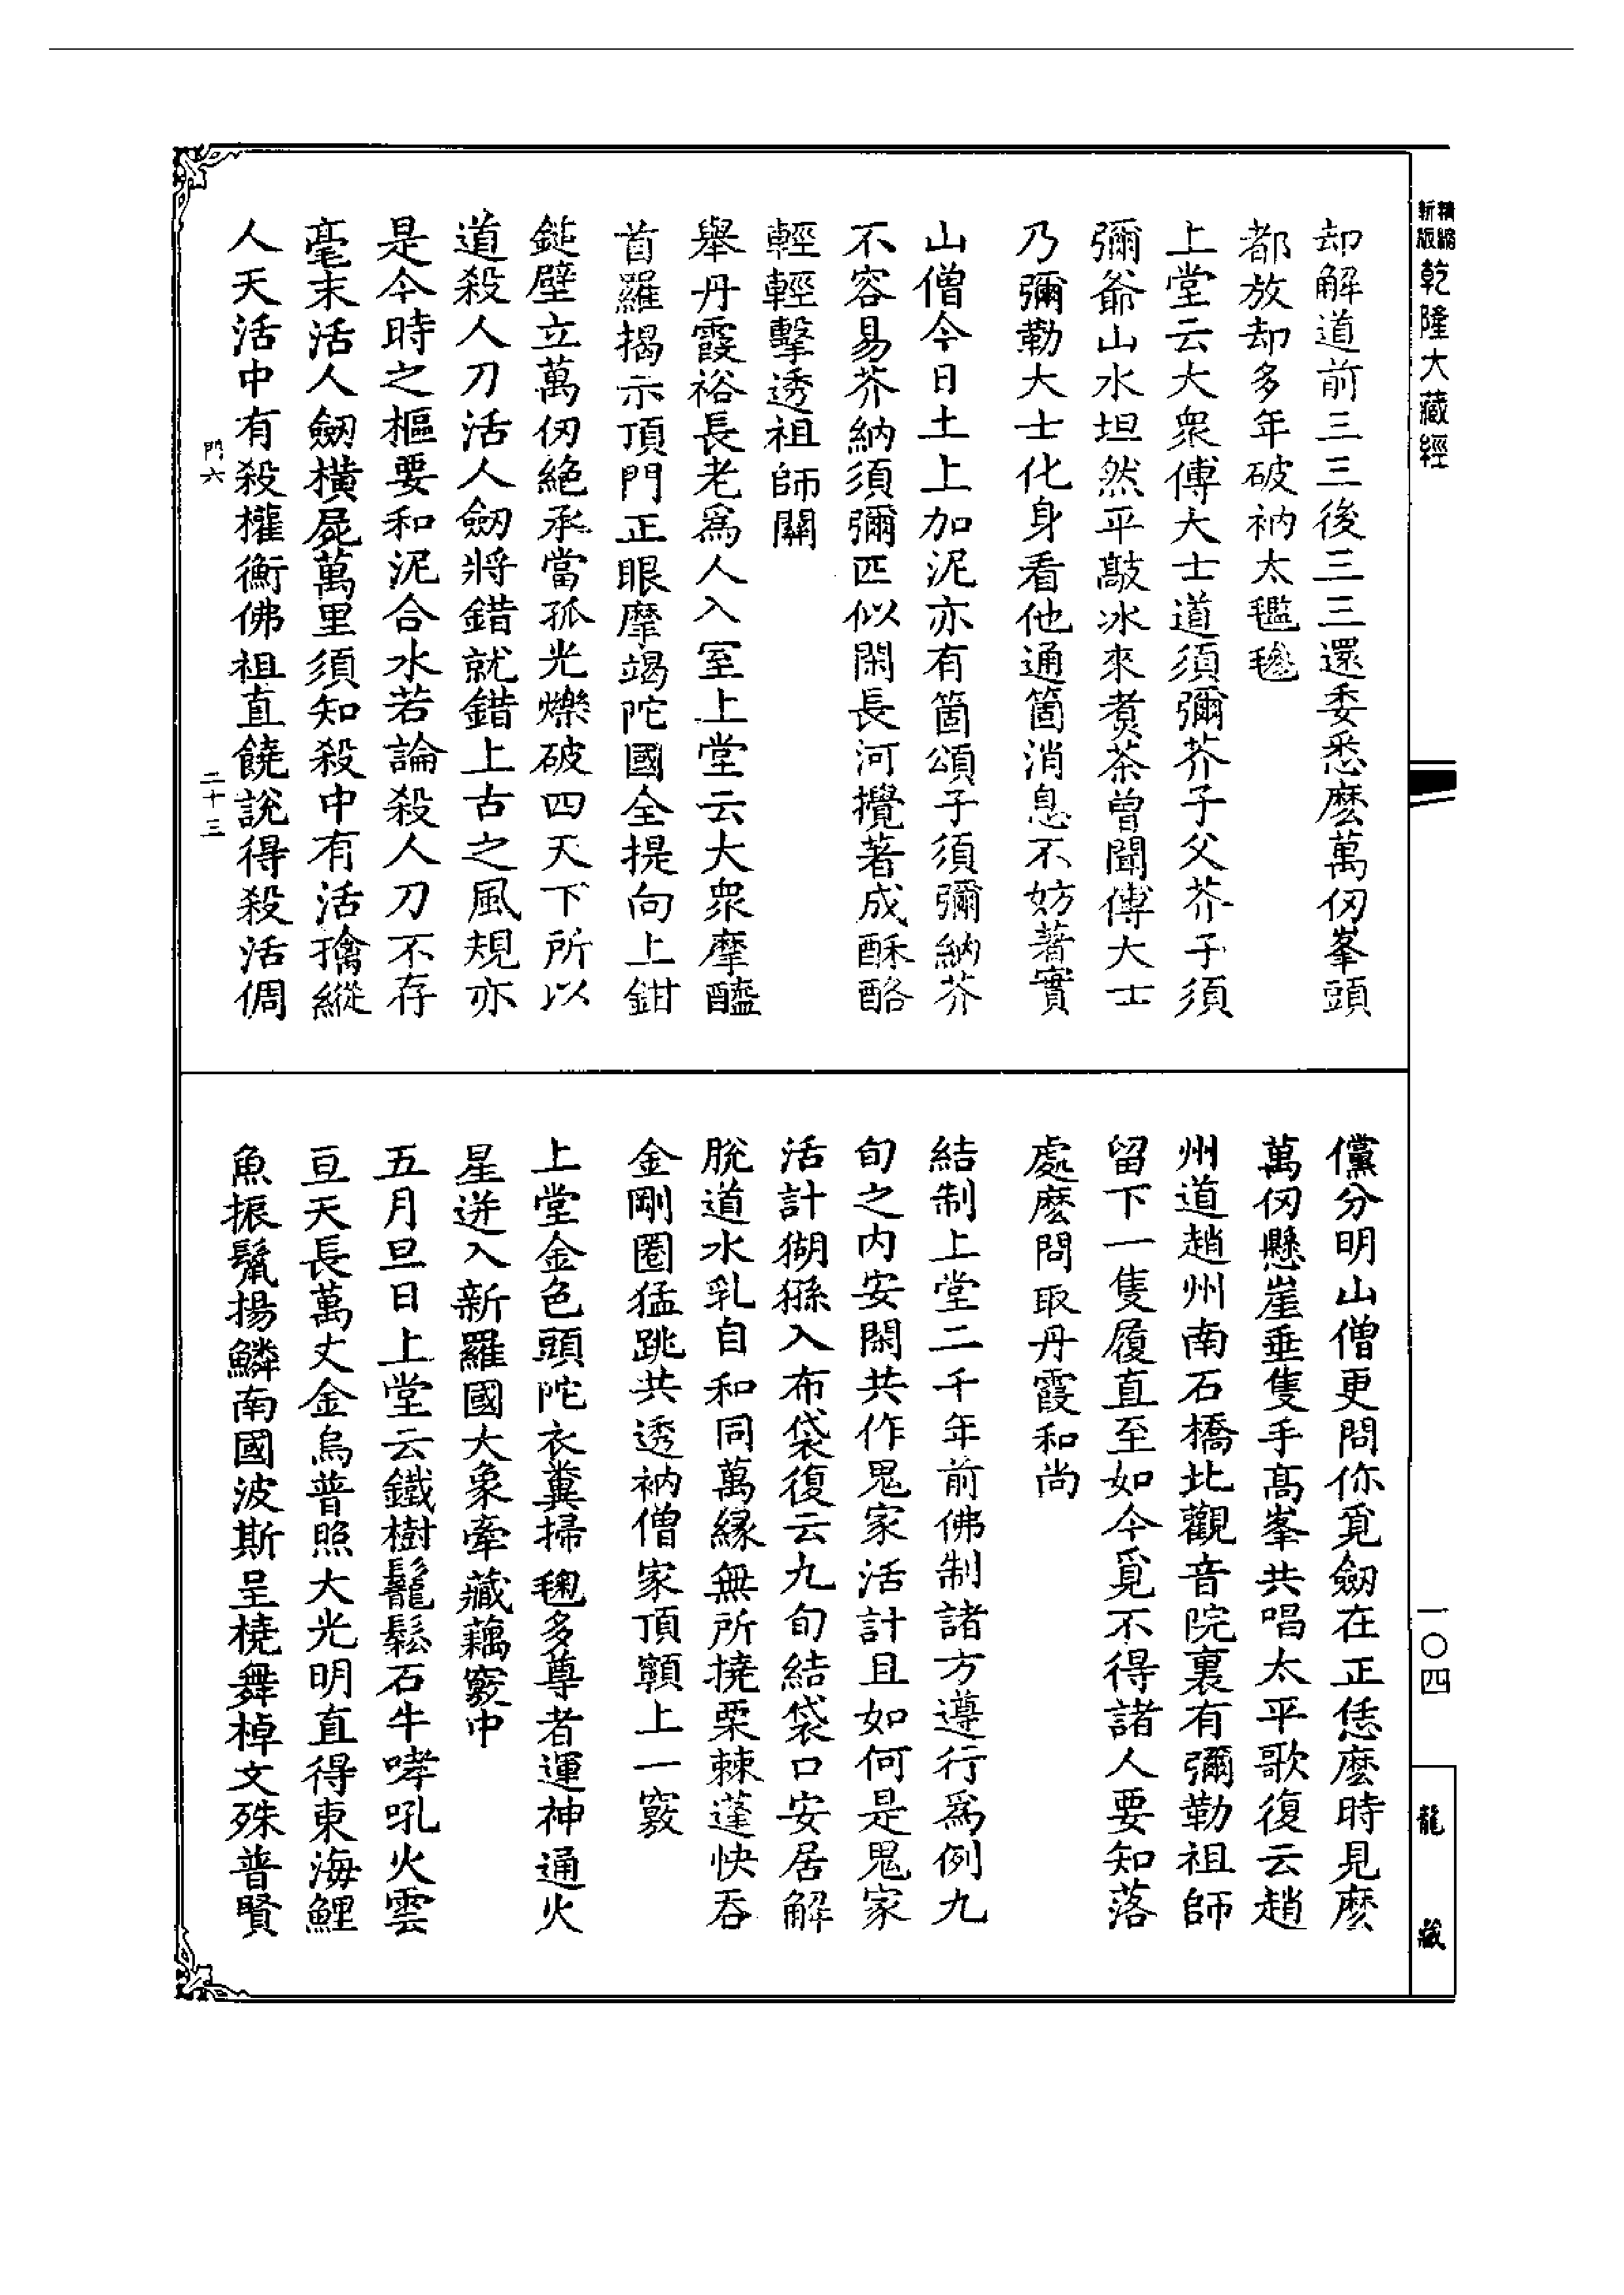 精縮新版乾隆大藏經
一〇四
龍藏
却解道前三三後三三還委悉麽萬仞峯頭
都放却多年破衲太𣯶毿
上堂云大衆傅大士道須彌芥子父芥子須
彌爺山水坦然平敲冰來煑茶曾聞傅大士
乃彌勒大士化身看他通箇消息不妨著實
山僧今日土上加泥亦有箇頌子須彌納芥
不容易芥納須彌匹似閑長河攪著成酥酪
輕輕擊透祖師關
舉丹霞裕長老爲人入室上堂云大衆摩醯
首羅揭示頂門正眼摩竭陀國全提向上鉗
鎚壁立萬仞絶承當孤光爍破四天下所以
道殺人刀活人劒將錯就錯上古之風規亦
是今時之樞要和泥合水若論殺人刀不存
毫末活人劒橫屍萬里須知殺中有活擒縱
人天活中有殺權衡佛祖直饒說得殺活倜
門六
二十三
儻分明山僧更問你覓劒在正恁麽時見麽
萬仞懸崖垂隻手高峯共唱太平歌復云趙
州道趙州南石橋北觀音院裏有彌勒祖師
留下一隻履直至如今覓不得諸人要知落
處麽問取丹霞和尚
結制上堂二千年前佛制諸方遵行爲例九
旬之内安閑共作鬼家活計且如何是鬼家
活計猢猻入布袋復云九旬結袋口安居解
脫道水乳自和同萬緣無所撓栗棘蓬快吞
金剛圈猛跳共透衲僧家頂𩕳上一竅
上堂金色頭陀衣糞掃毱多尊者運神通火
星迸入新羅國大象牽藏藕竅中
五月旦日上堂云鐵樹鬔鬆石牛哮吼火雲
亘天長萬丈金烏普照大光明直得東海鯉
魚振鬣揚鱗南國波斯呈橈舞棹文殊普賢